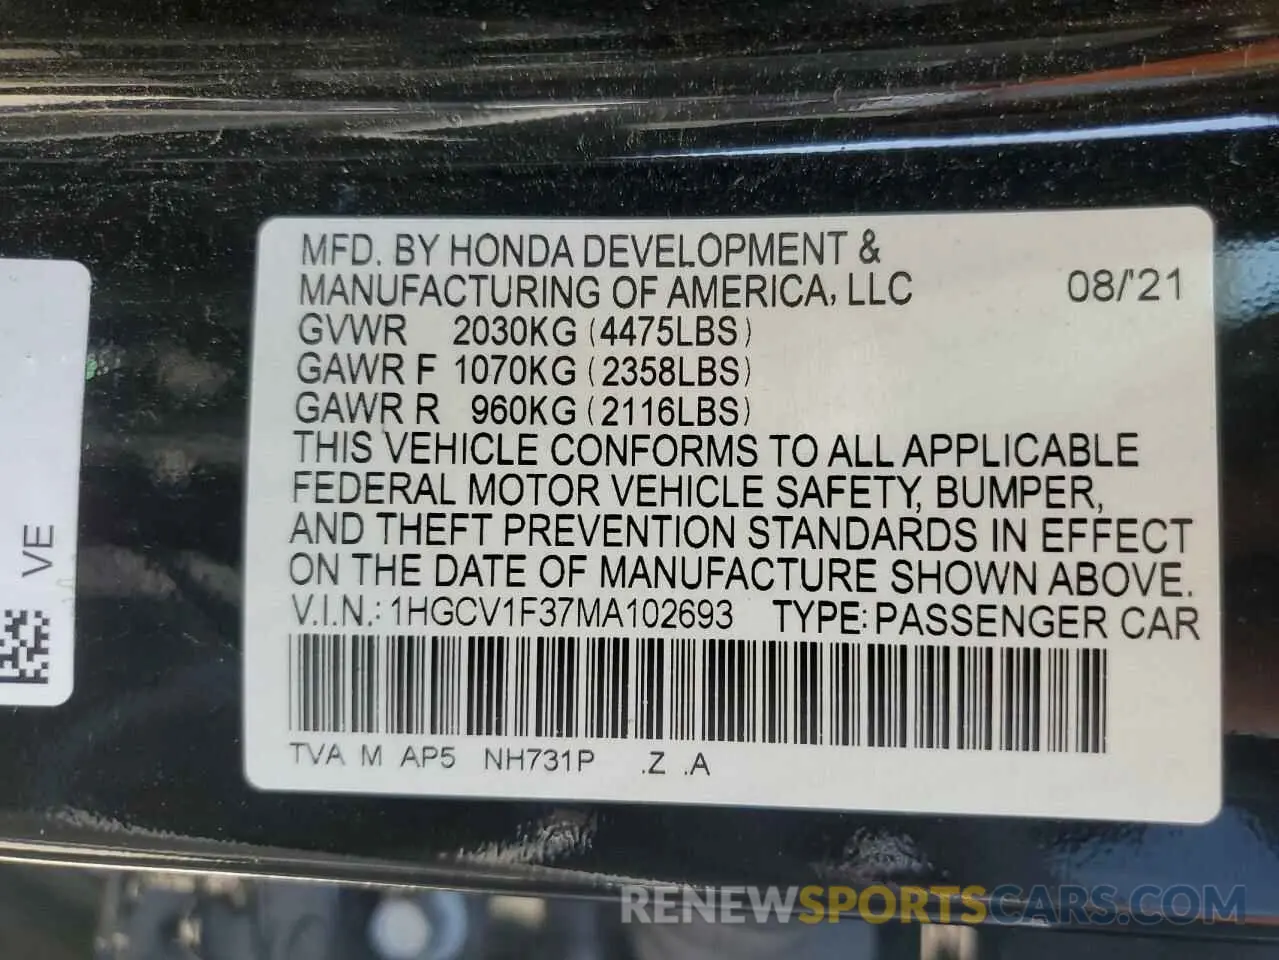 MFD. BY HONDA DEVELOPMENT &
MANUFACTURING OF AMERICA, LLC 08/'21
GVWR 2030KG (4475LBS)
GAWR F 1070KG (2358LBS)
GAWR R 960KG (2116LBS)
THIS VEHICLE CONFORMS TO ALL APPLICABLE
FEDERAL MOTOR VEHICLE SAFETY, BUMPER,
AND THEFT PREVENTION STANDARDS IN EFFECT
ON THE DATE OF MANUFACTURE SHOWN ABOVE.
V.I.N.: 1HGCV1F37MA102693 TYPE: PASSENGER CAR
TVA M AP5 NH731P .Z .A
VE
RENEWSPORTSCARS.COM